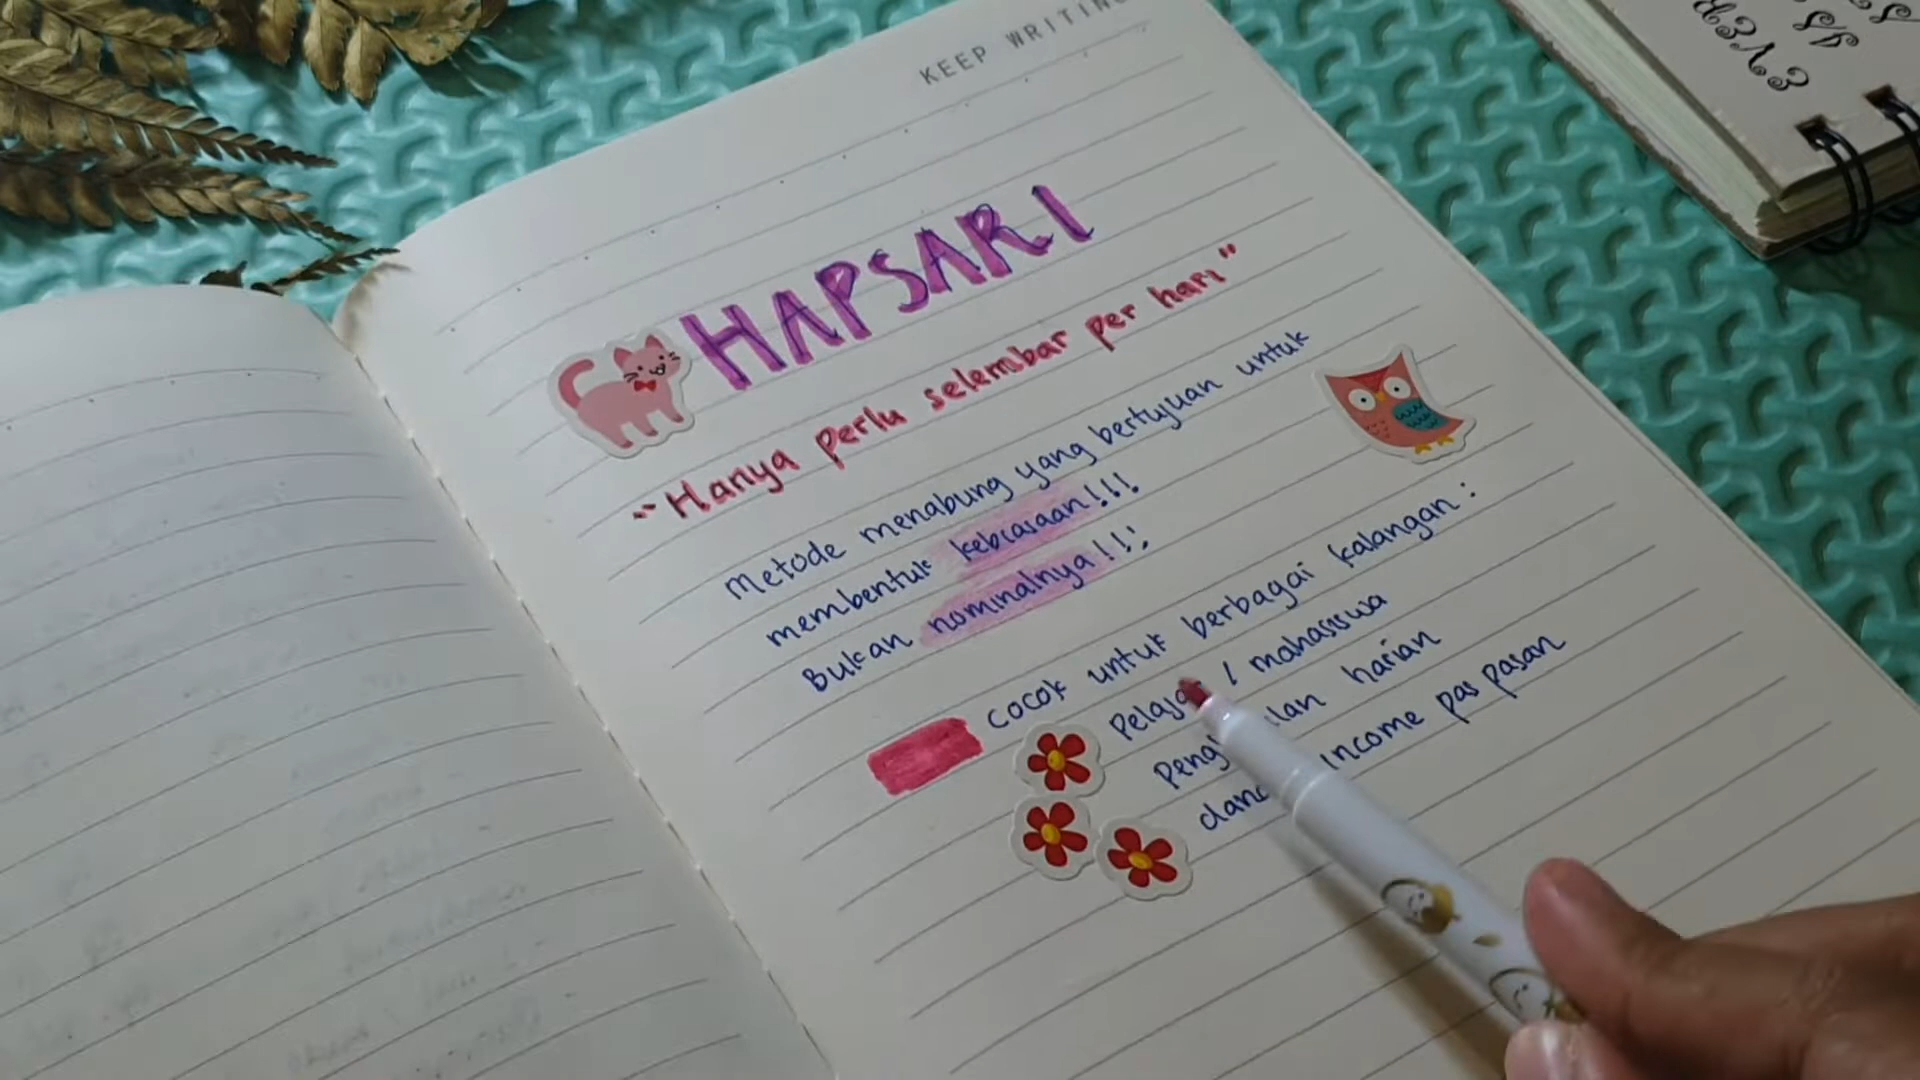 KEEP WRITING
HAPSARI
"Hanya perlu selembar per hari"
Metode menabung yang bertujuan untuk
membentuk kebiasaan!!!
Bukan nominalnya!!!
cocok untuk berbagai kalangan:
Pelajar / mahasiswa
harian
Income pas pasan